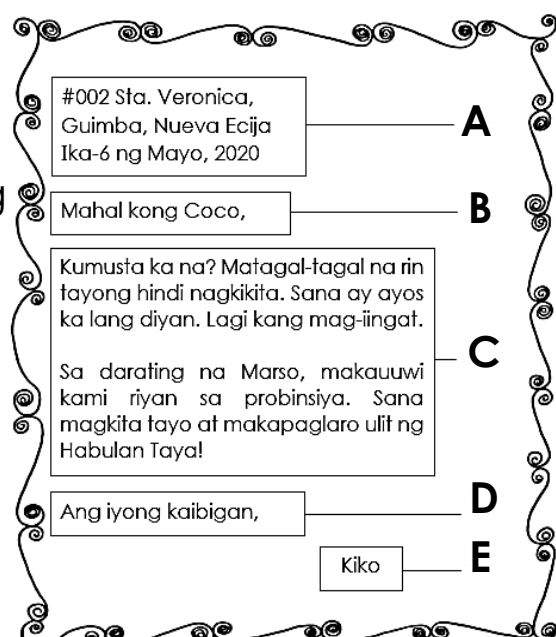 #002 Sta. Veronica,
Guimba, Nueva Ecija
Ika-6 ng Mayo, 2020
A
Mahal kong Coco,
B
Kumusta ka na? Matagal-tagal na rin
tayong hindi nagkikita. Sana ay ayos
ka lang diyan. Lagi kang mag-iingat.
Sa darating na Marso, makauuwi
kami riyan sa probinsiya. Sana
magkita tayo at makapaglaro ulit ng
Habulan Taya!
C
Ang iyong kaibigan,
D
Kiko
E